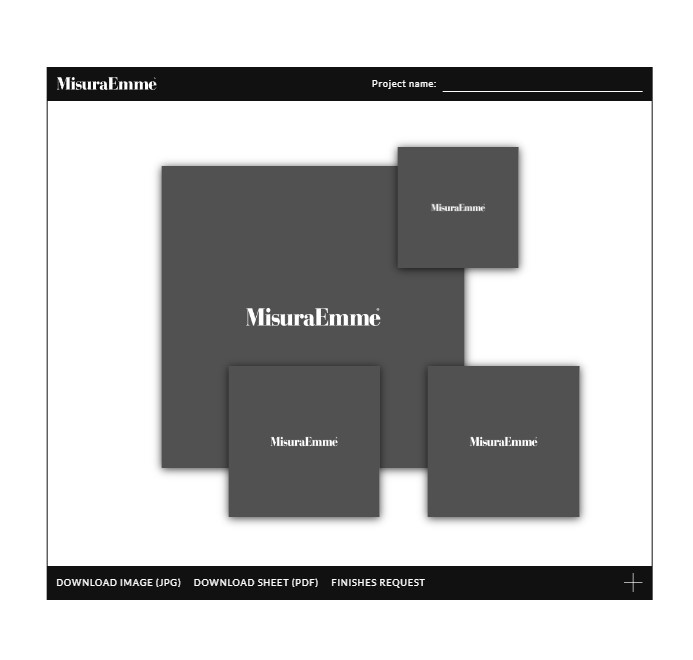 MisuraEmme
Project name:
MisuraEmme
MisuraEmme
MisuraEmme
MisuraEmme
DOWNLOAD IMAGE (JPG) DOWNLOAD SHEET (PDF) FINISHES REQUEST